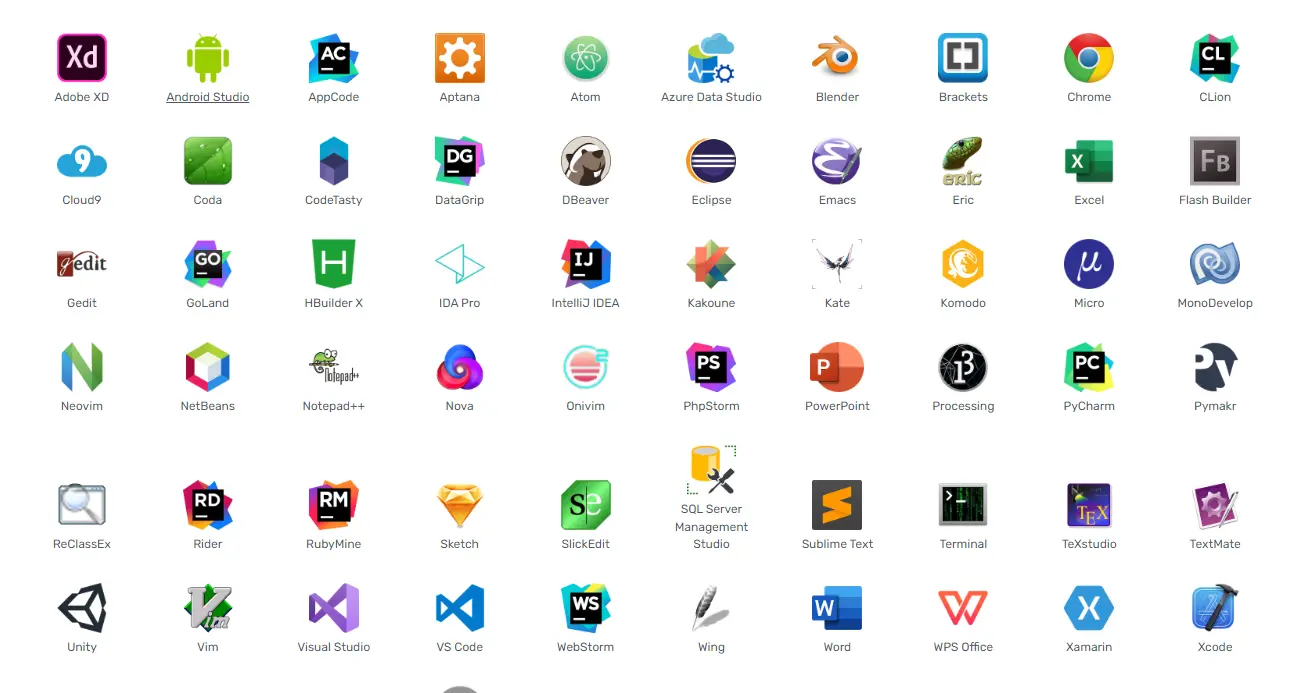 Xd
AC
Adobe XD
Android Studio
AppCode
Aptana
Atom
Azure Data Studio
Blender
Brackets
Chrome
CL
CLion
9
DG
eric
X
FB
Cloud9
Coda
CodeTasty
DataGrip
DBeaver
Eclipse
Emacs
Eric
Excel
Flash Builder
gedit
GO
H
IJ
μ
Gedit
GoLand
HBuilder X
IDA Pro
IntelliJ IDEA
Kakoune
Kate
Komodo
Micro
MonoDevelop
Notepad++
2
PS
P
13
PC
Py
Neovim
NetBeans
Notepad++
Nova
Onivim
PhpStorm
PowerPoint
Processing
PyCharm
Pymakr
RD
RM
Se
>_
TEX
ReClassEx
Rider
RubyMine
Sketch
SlickEdit
SQL Server
Management
Studio
Sublime Text
Terminal
TeXstudio
TextMate
Vim
WS
W
W
X
Unity
Vim
Visual Studio
VS Code
WebStorm
Wing
Word
WPS Office
Xamarin
Xcode